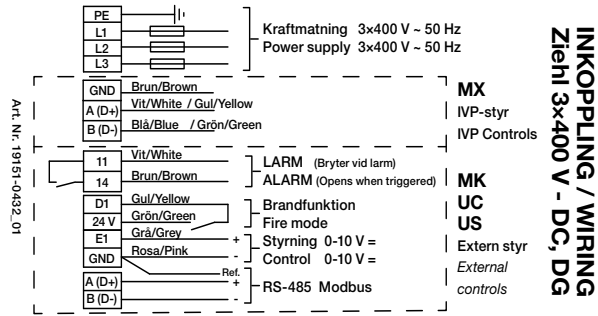 PE
L1
L2
L3
Kraftmatning 3×400 V ~ 50 Hz
Power supply 3×400 V ~ 50 Hz
GND Brun/Brown
A (D+) Vit/White / Gul/Yellow
B (D-) Blå/Blue / Grön/Green
MX
IVP-styr
IVP Controls
11 Vit/White
14 Brun/Brown
LARM (Bryter vid larm)
ALARM (Opens when triggered)
D1 Gul/Yellow
24 V Grön/Green
Brandfunktion
Fire mode
E1 Grå/Grey +
GND Rosa/Pink -
Styrning 0-10 V =
Control 0-10 V =
Ref.
A (D+) +
B (D-) -
RS-485 Modbus
MK
UC
US
Extern styr
External
controls
INKOPPLING / WIRING
Ziehl 3×400 V - DC, DG
Art. Nr. 19151-0432_01